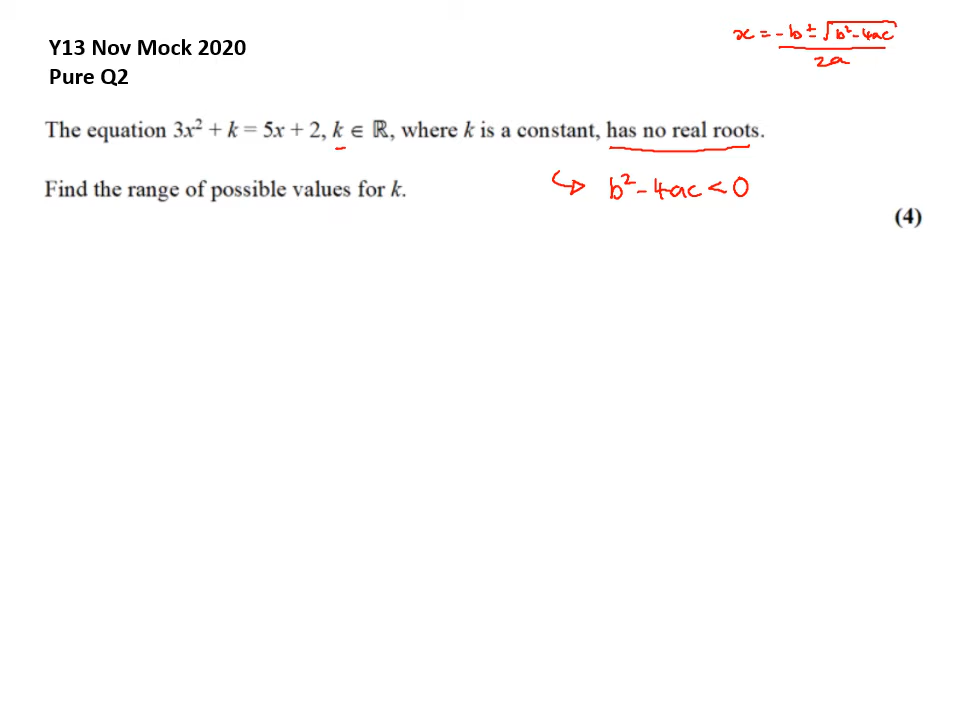 Y13 Nov Mock 2020
Pure Q2
x = -b ± √b² - 4ac
2a
The equation 3x² + k = 5x + 2, k ∈ ℝ, where k is a constant, has no real roots.
Find the range of possible values for k.
↳ b² - 4ac < 0
(4)